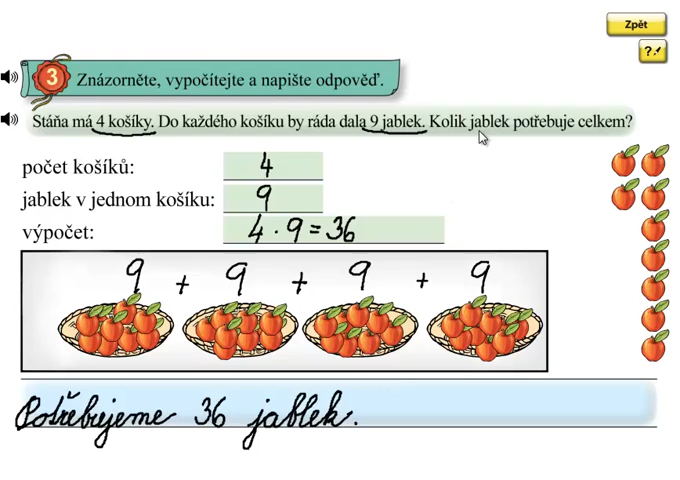 Zpět
?
3 Znázorněte, vypočítejte a napište odpověď.
Stáňa má 4 košíky. Do každého košíku by ráda dala 9 jablek. Kolik jablek potřebuje celkem?
počet košíků: 4
jablek v jednom košíku: 9
výpočet: 4 · 9 = 36
9 + 9 + 9 + 9
Potřebujeme 36 jablek.